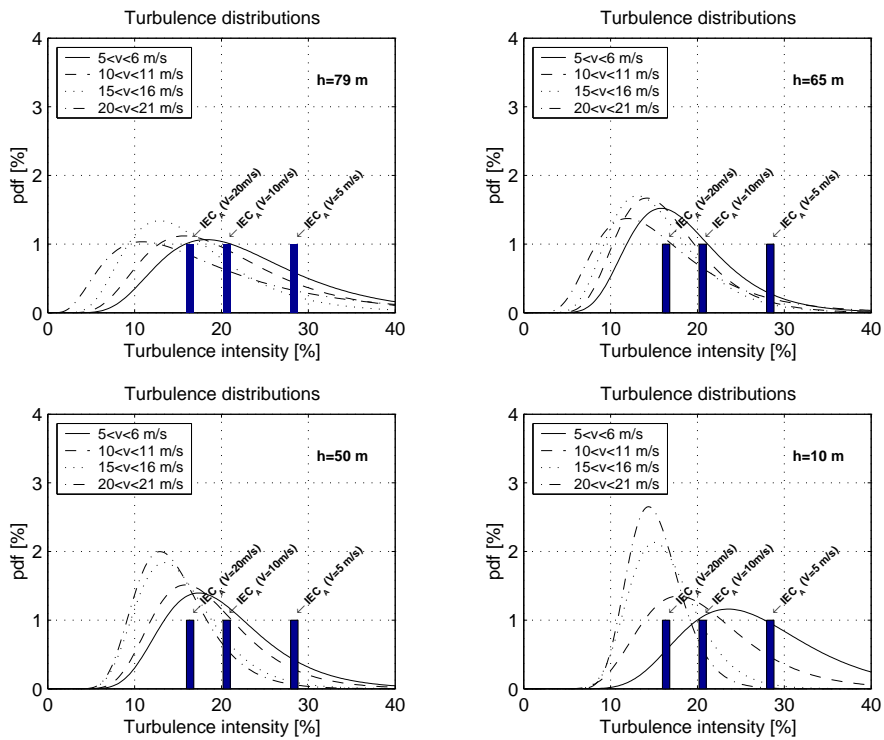 Turbulence distributions
4
3
2
1
0
pdf [%]
5<v<6 m/s
10<v<11 m/s
15<v<16 m/s
20<v<21 m/s
h=79 m
IEC_A (V=20m/s)
IEC_A (V=10m/s)
IEC_A (V=5 m/s)
0 10 20 30 40
Turbulence intensity [%]
Turbulence distributions
4
3
2
1
0
pdf [%]
5<v<6 m/s
10<v<11 m/s
15<v<16 m/s
20<v<21 m/s
h=65 m
IEC_A (V=20m/s)
IEC_A (V=10m/s)
IEC_A (V=5 m/s)
0 10 20 30 40
Turbulence intensity [%]
Turbulence distributions
4
3
2
1
0
pdf [%]
5<v<6 m/s
10<v<11 m/s
15<v<16 m/s
20<v<21 m/s
h=50 m
IEC_A (V=20m/s)
IEC_A (V=10m/s)
IEC_A (V=5 m/s)
0 10 20 30 40
Turbulence intensity [%]
Turbulence distributions
4
3
2
1
0
pdf [%]
5<v<6 m/s
10<v<11 m/s
15<v<16 m/s
20<v<21 m/s
h=10 m
IEC_A (V=20m/s)
IEC_A (V=10m/s)
IEC_A (V=5 m/s)
0 10 20 30 40
Turbulence intensity [%]